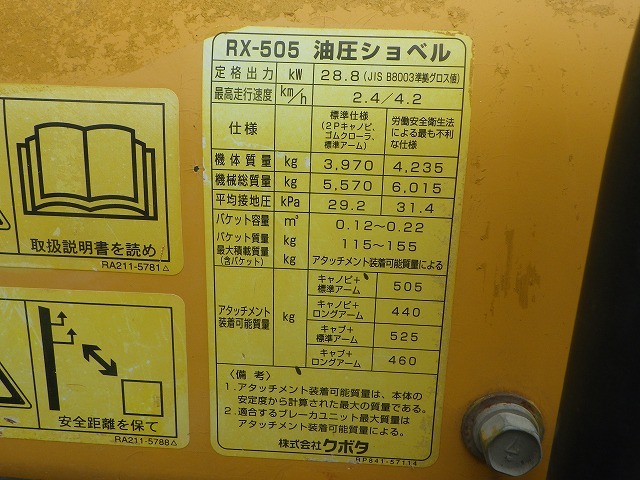 RX-505 油圧ショベル
定格出力 kW 28.8(JIS B8003準拠グロス値)
最高走行速度 km/h 2.4/4.2
仕様
標準仕様
(2Pキャノピ、
ゴムクローラ、
標準アーム)
労働安全衛生法
による最も不利
な仕様
機体質量 kg 3,970 4,235
機械総質量 kg 5,570 6,015
平均接地圧 kPa 29.2 31.4
バケット容量 m³ 0.12～0.22
バケット質量 kg 115～155
最大積載質量
(含バケット)
kg アタッチメント装着可能質量による
アタッチメント
装着可能質量
kg
キャノピ+
標準アーム
505
キャノピ+
ロングアーム
440
キャブ+
標準アーム
525
キャブ+
ロングアーム
460
〈備考〉
1.アタッチメント装着可能質量は、本体の
安定度から計算された最大の質量である。
2.適合するブレーカユニット最大質量は
アタッチメント装着可能質量による。
株式会社クボタ
RP841-57114
取扱説明書を読め
RA211-5781△
安全距離を保て
RA211-5788△